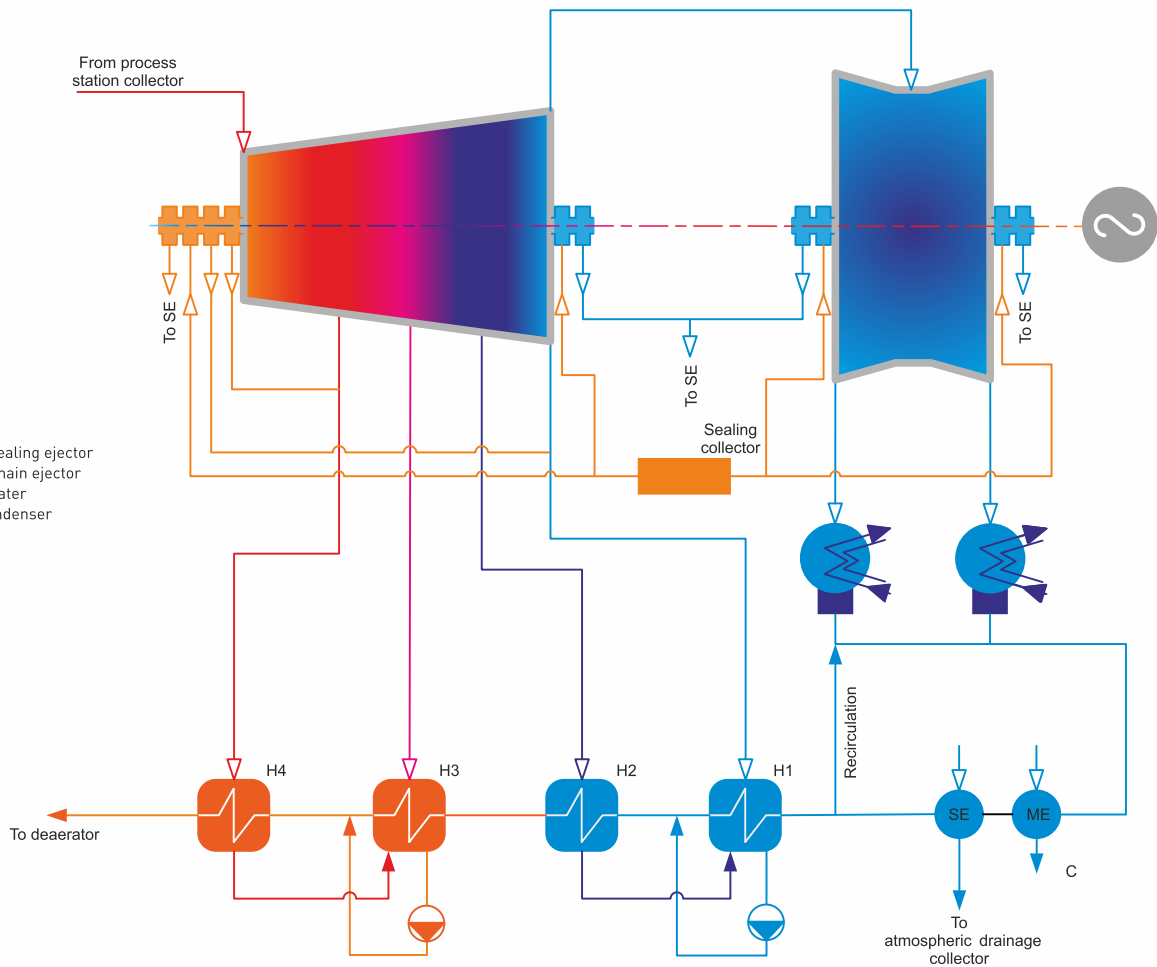 From process
station collector
To SE
To SE
To SE
Sealing
collector
ealing ejector
ain ejector
ater
denser
Recirculation
H4
H3
H2
H1
SE
ME
To deaerator
C
To
atmospheric drainage
collector